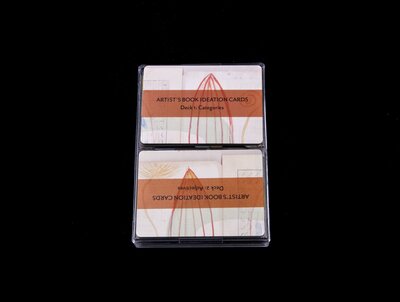 ARTIST'S BOOK IDEATION CARDS
Deck 1: Categories
ARTIST'S BOOK IDEATION CARDS
Deck 2: Adjectives